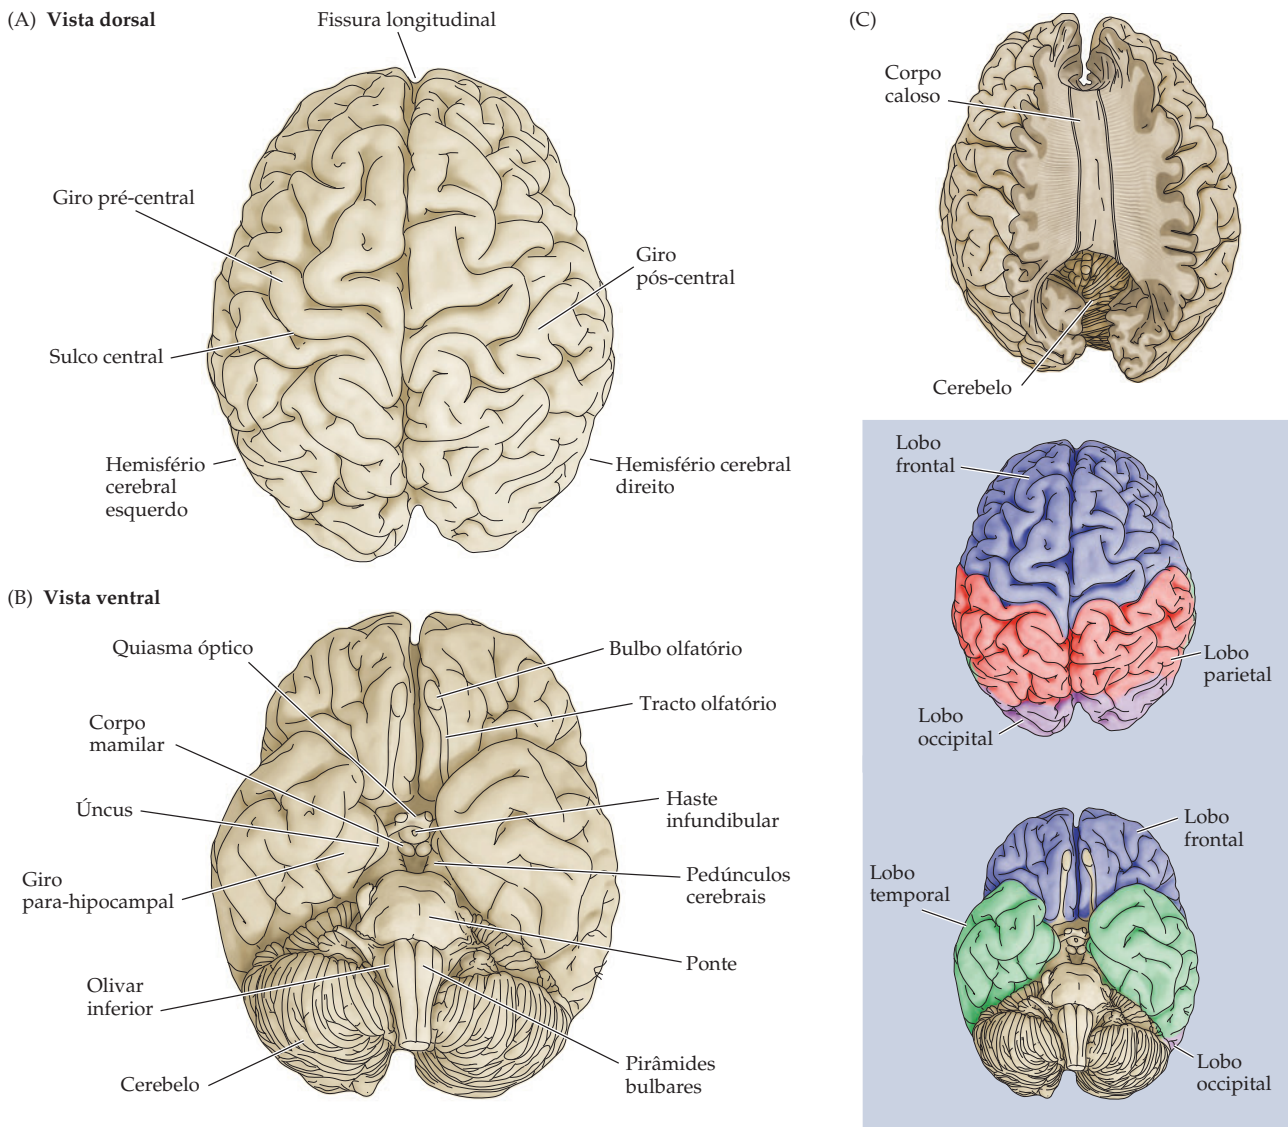 (A) Vista dorsal
Fissura longitudinal
Giro pré-central
Giro
pós-central
Sulco central
Hemisfério
cerebral
esquerdo
Hemisfério cerebral
direito
(B) Vista ventral
Quiasma óptico
Bulbo olfatório
Corpo
mamilar
Tracto olfatório
Úncus
Haste
infundibular
Giro
para-hipocampal
Pedúnculos
cerebrais
Olivar
inferior
Ponte
Cerebelo
Pirâmides
bulbares
(C)
Corpo
caloso
Cerebelo
Lobo
frontal
Lobo
parietal
Lobo
occipital
Lobo
frontal
Lobo
temporal
Lobo
occipital